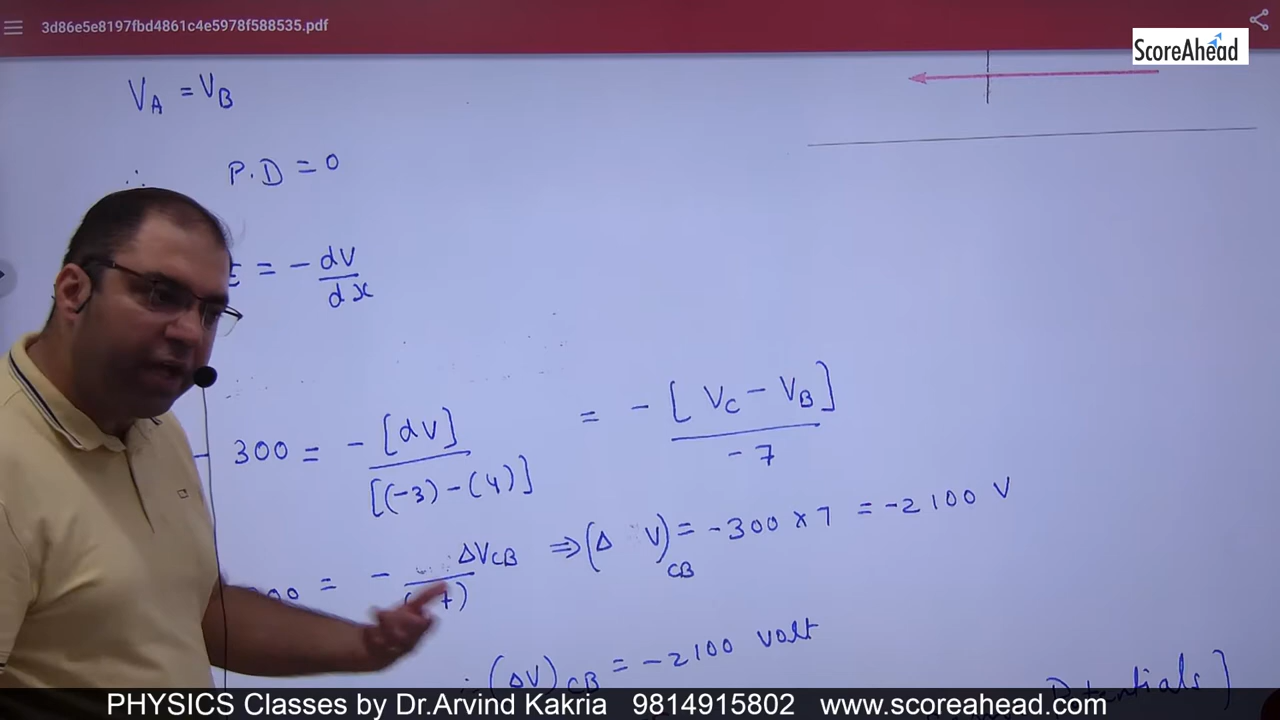 3d86e5e8197fbd4861c4e5978f588535.pdf
ScoreAhead
V_A = V_B
∴ P.D = 0
= - dV/dx
- 300 = - [dV] / [(-3) - (4)] = - [V_C - V_B] / -7
= - ΔV_CB / ⇒ (Δ V)_CB = -300 × 7 = -2100 V
∴ (ΔV)_CB = -2100 volt
Potentials]
PHYSICS Classes by Dr.Arvind Kakria 9814915802 www.scoreahead.com